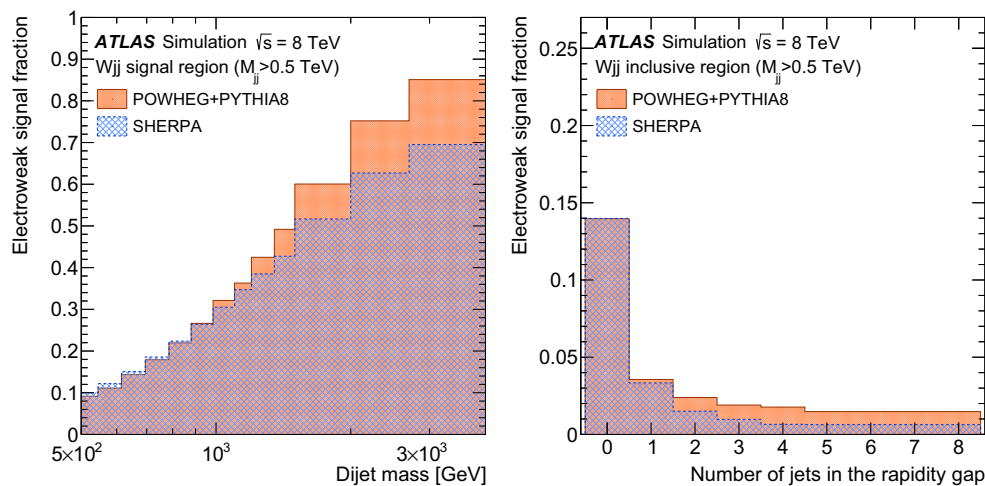 Electroweak signal fraction
1
0.9
0.8
0.7
0.6
0.5
0.4
0.3
0.2
0.1
0
ATLAS Simulation √s = 8 TeV
Wjj signal region (M_jj>0.5 TeV)
POWHEG+PYTHIA8
SHERPA
5×10²
10³
3×10³
Dijet mass [GeV]
Electroweak signal fraction
0.25
0.2
0.15
0.1
0.05
0
ATLAS Simulation √s = 8 TeV
Wjj inclusive region (M_jj>0.5 TeV)
POWHEG+PYTHIA8
SHERPA
0 1 2 3 4 5 6 7 8
Number of jets in the rapidity gap